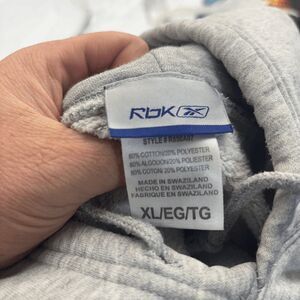 Rbk
STYLE #
80% COTTON/20% POLYESTER
80% ALGODON/20% POLIESTER
80% COTON 20% POLYESTER
MADE IN SWAZILAND
HECHO EN SWAZILAND
FABRIQUE EN SWAZILAND
XL/EG/TG